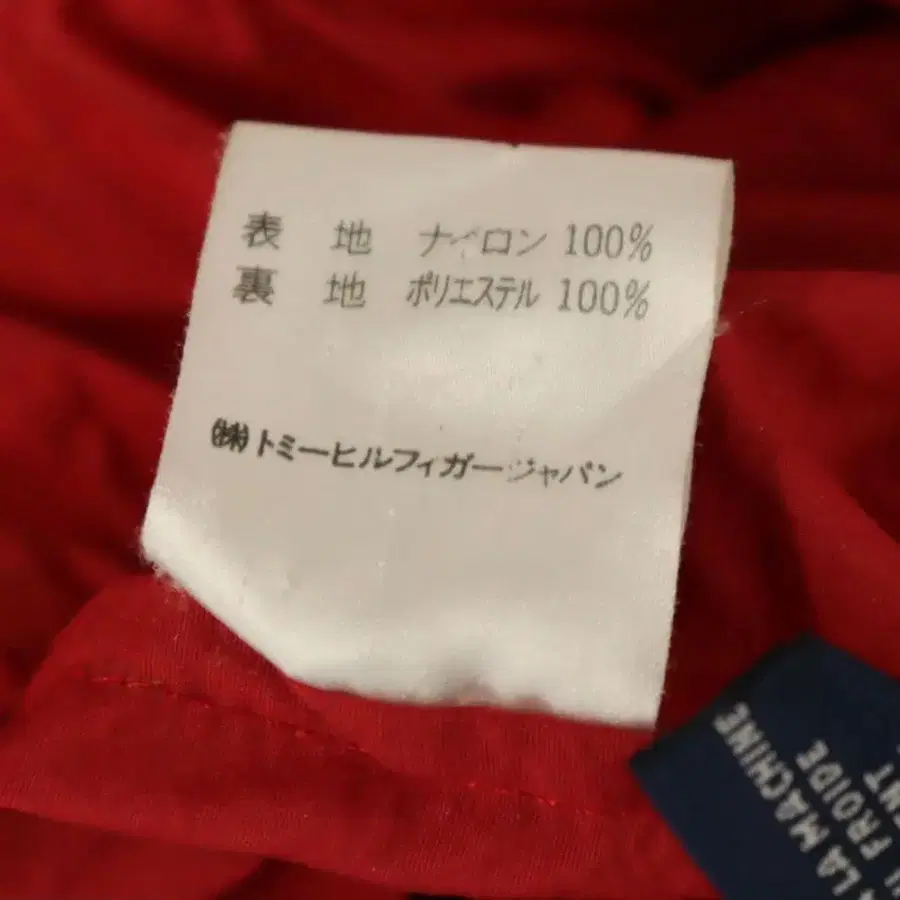 表 地 ナイロン 100%
裏 地 ポリエステル 100%
㈱トミーヒルフィガージャパン
LA MACHINE
FROIDE